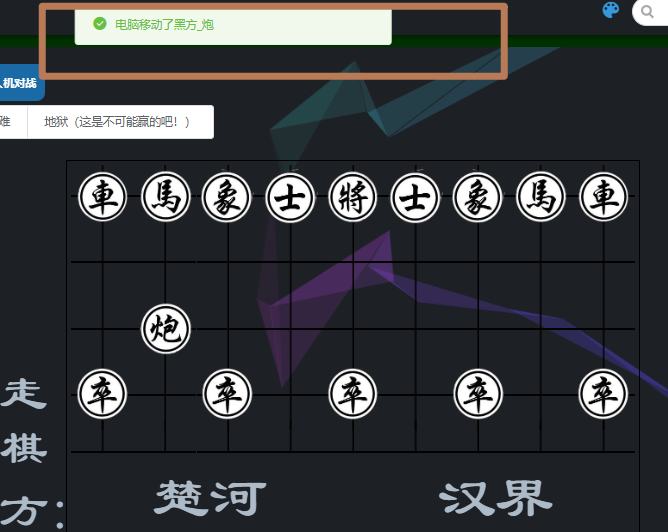 电脑移动了黑方_炮
人机对战
难 地狱（这是不可能赢的吧！）
車 馬 象 士 將 士 象 馬 車
炮
卒 卒 卒 卒 卒
走
棋
方：
楚河 汉界